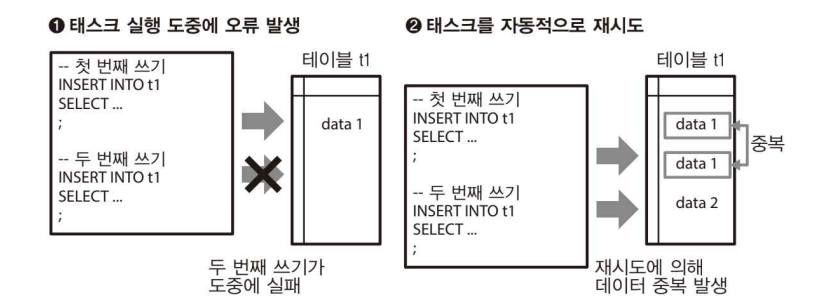 ❶ 태스크 실행 도중에 오류 발생
테이블 t1
-- 첫 번째 쓰기
INSERT INTO t1
SELECT ...
;
-- 두 번째 쓰기
INSERT INTO t1
SELECT ...
;
data 1
두 번째 쓰기가
도중에 실패
❷ 태스크를 자동적으로 재시도
테이블 t1
-- 첫 번째 쓰기
INSERT INTO t1
SELECT ...
;
-- 두 번째 쓰기
INSERT INTO t1
SELECT ...
;
data 1
data 1
중복
data 2
재시도에 의해
데이터 중복 발생